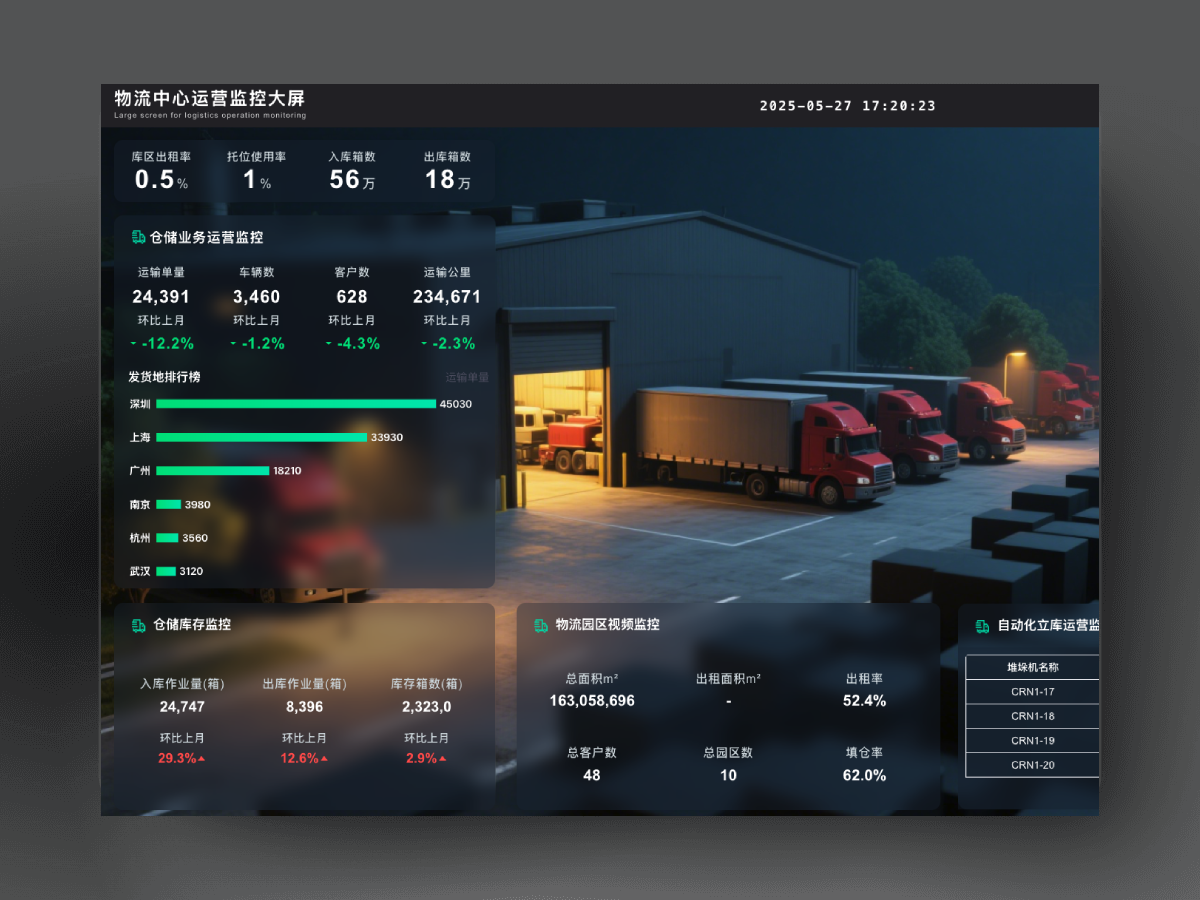 物流中心运营监控大屏
Large screen for logistics operation monitoring
2025-05-27 17:20:23
库区出租率 托位使用率 入库箱数 出库箱数
0.5% 1% 56万 18万
仓储业务运营监控
运输单量 车辆数 客户数 运输公里
24,391 3,460 628 234,671
环比上月 环比上月 环比上月 环比上月
-12.2% -1.2% -4.3% -2.3%
发货地排行榜 运输单量
深圳 45030
上海 33930
广州 18210
南京 3980
杭州 3560
武汉 3120
仓储库存监控
入库作业量(箱) 出库作业量(箱) 库存箱数(箱)
24,747 8,396 2,323,0
环比上月 环比上月 环比上月
29.3% 12.6% 2.9%
物流园区视频监控
总面积m² 出租面积m² 出租率
163,058,696 - 52.4%
总客户数 总园区数 填仓率
48 10 62.0%
自动化立库运营监
堆垛机名称
CRN1-17
CRN1-18
CRN1-19
CRN1-20